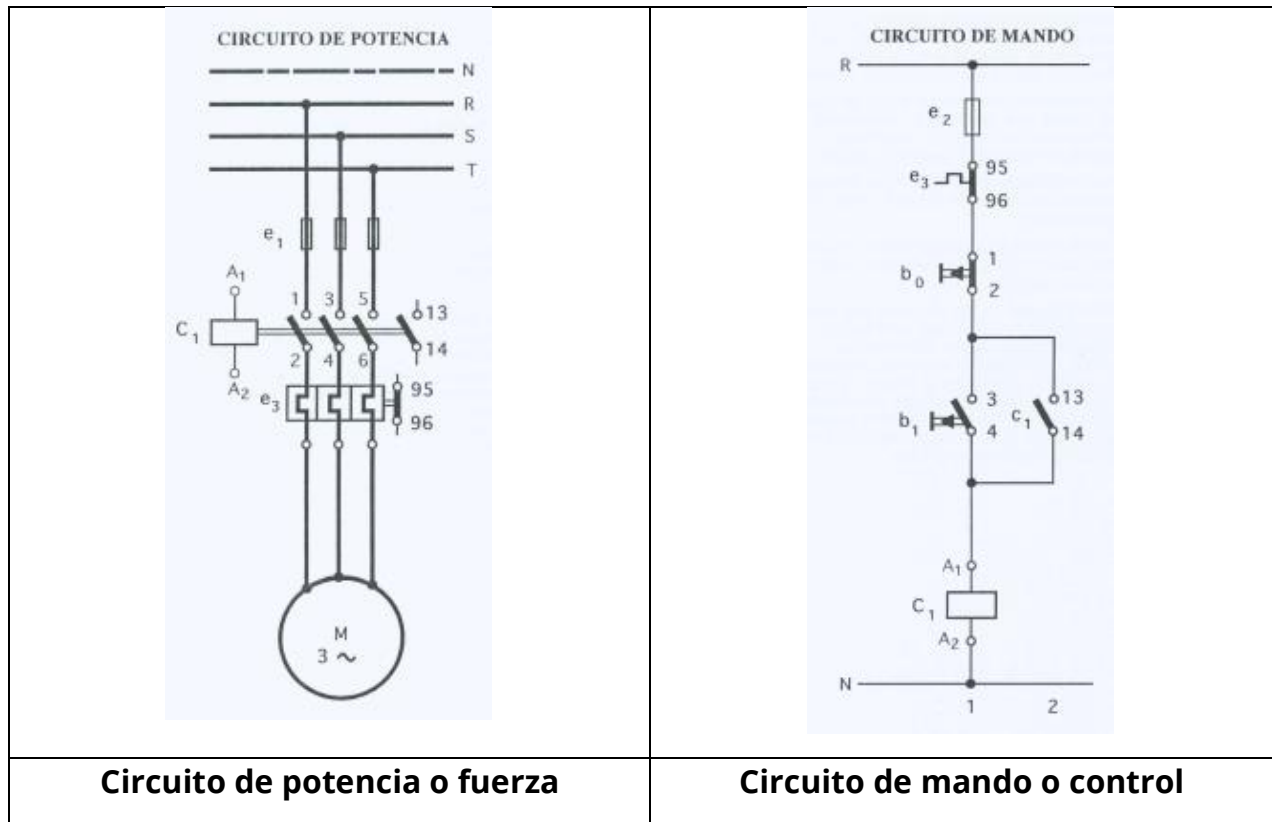 CIRCUITO DE POTENCIA
N
R
S
T
e1
A1
1 3 5 13
C1
2 4 6 14
A2
e3
95
96
M
3 ~
CIRCUITO DE MANDO
R
e2
e3
95
96
b0
1
2
b1
3
4
c1
13
14
A1
C1
A2
N
1 2
Circuito de potencia o fuerza
Circuito de mando o control